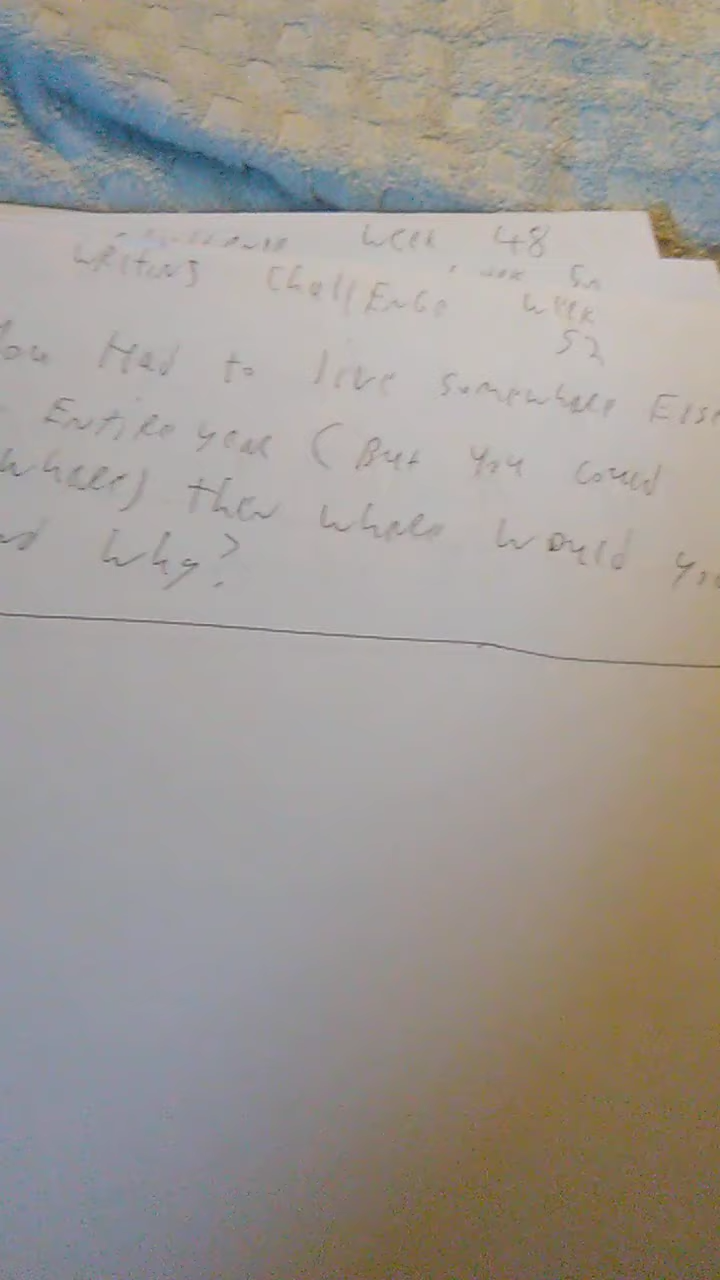 Week 48
Writing Challenge Week
52
You Had to live somewhere Else
Entire year (But you could
where) then where would you
and why?